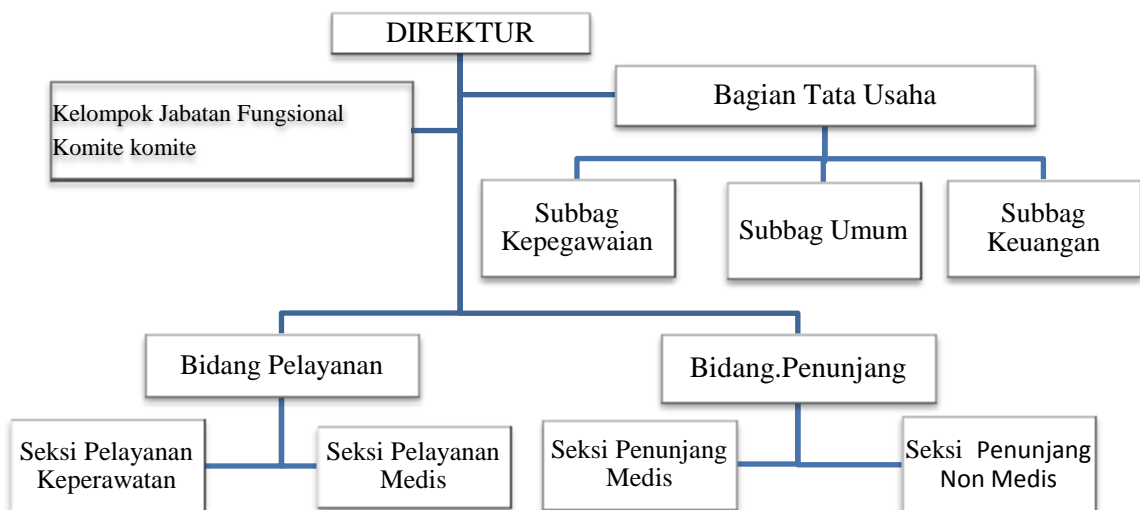 DIREKTUR
Kelompok Jabatan Fungsional
Komite komite
Bagian Tata Usaha
Subbag
Kepegawaian
Subbag Umum
Subbag
Keuangan
Bidang Pelayanan
Bidang.Penunjang
Seksi Pelayanan
Keperawatan
Seksi Pelayanan
Medis
Seksi Penunjang
Medis
Seksi Penunjang
Non Medis